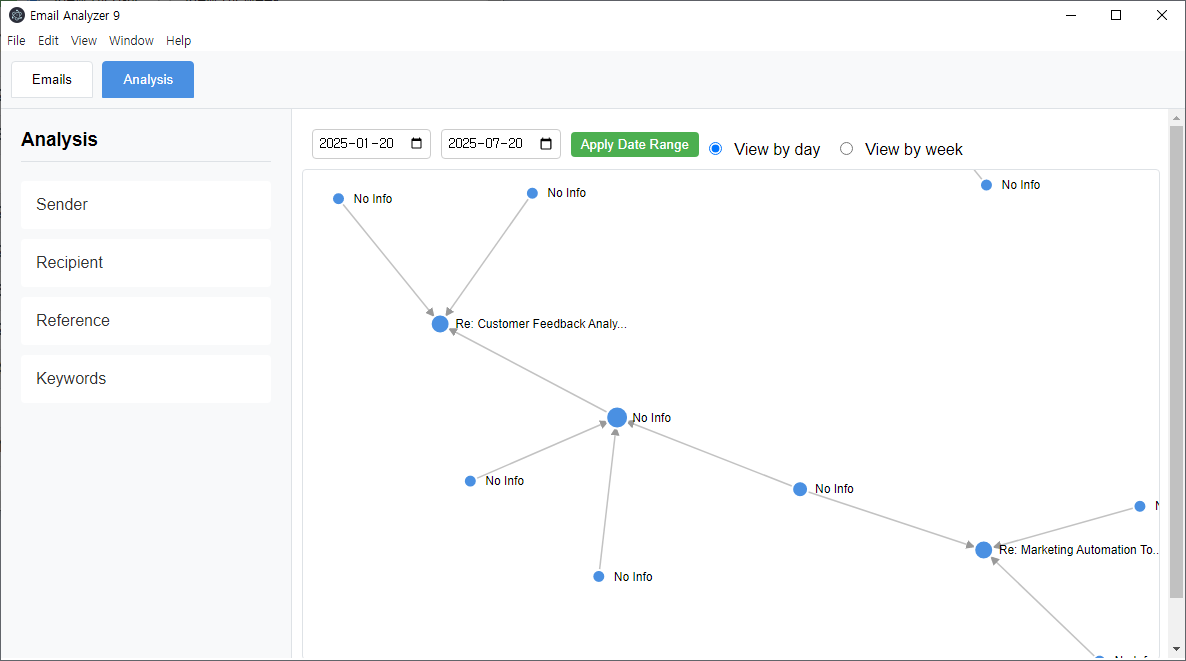 Email Analyzer 9
File Edit View Window Help
Emails Analysis
Analysis
Sender
Recipient
Reference
Keywords
2025-01-20 2025-07-20 Apply Date Range View by day View by week
No Info
No Info
No Info
Re: Customer Feedback Analy...
No Info
No Info
No Info
Re: Marketing Automation To...
No Info